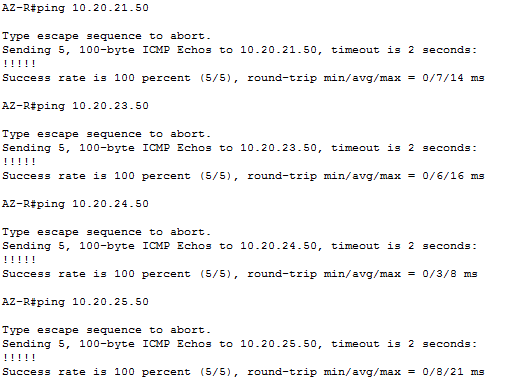 AZ-R#ping 10.20.21.50
Type escape sequence to abort.
Sending 5, 100-byte ICMP Echos to 10.20.21.50, timeout is 2 seconds:
!!!!!
Success rate is 100 percent (5/5), round-trip min/avg/max = 0/7/14 ms
AZ-R#ping 10.20.23.50
Type escape sequence to abort.
Sending 5, 100-byte ICMP Echos to 10.20.23.50, timeout is 2 seconds:
!!!!!
Success rate is 100 percent (5/5), round-trip min/avg/max = 0/6/16 ms
AZ-R#ping 10.20.24.50
Type escape sequence to abort.
Sending 5, 100-byte ICMP Echos to 10.20.24.50, timeout is 2 seconds:
!!!!!
Success rate is 100 percent (5/5), round-trip min/avg/max = 0/3/8 ms
AZ-R#ping 10.20.25.50
Type escape sequence to abort.
Sending 5, 100-byte ICMP Echos to 10.20.25.50, timeout is 2 seconds:
!!!!!
Success rate is 100 percent (5/5), round-trip min/avg/max = 0/8/21 ms